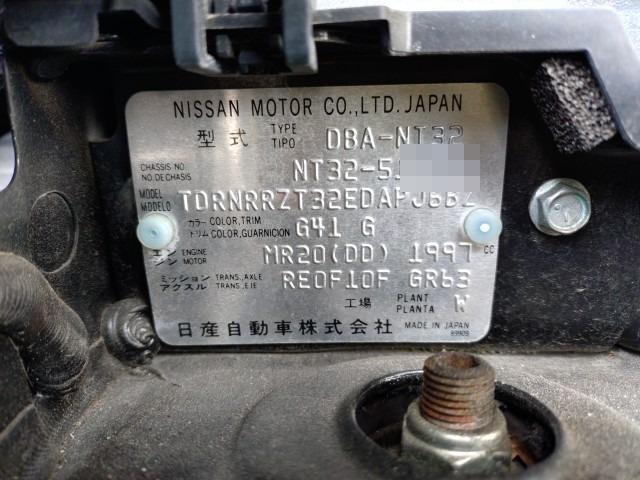 NISSAN MOTOR CO.,LTD. JAPAN
型式 TYPE TIPO DBA-NT32
CHASSIS NO. NO. DE CHASIS NT32-5
MODEL MODELO
カラー COLOR, TRIM トリム COLOR, GUARNICION G41 G
エンジン ENGINE MOTOR MR20(DD) 1997 cc
ミッション TRANS., AXLE アクスル TRANS., EJE RE0F10F GR63
工場 PLANT PLANTA W
日産自動車株式会社 MADE IN JAPAN